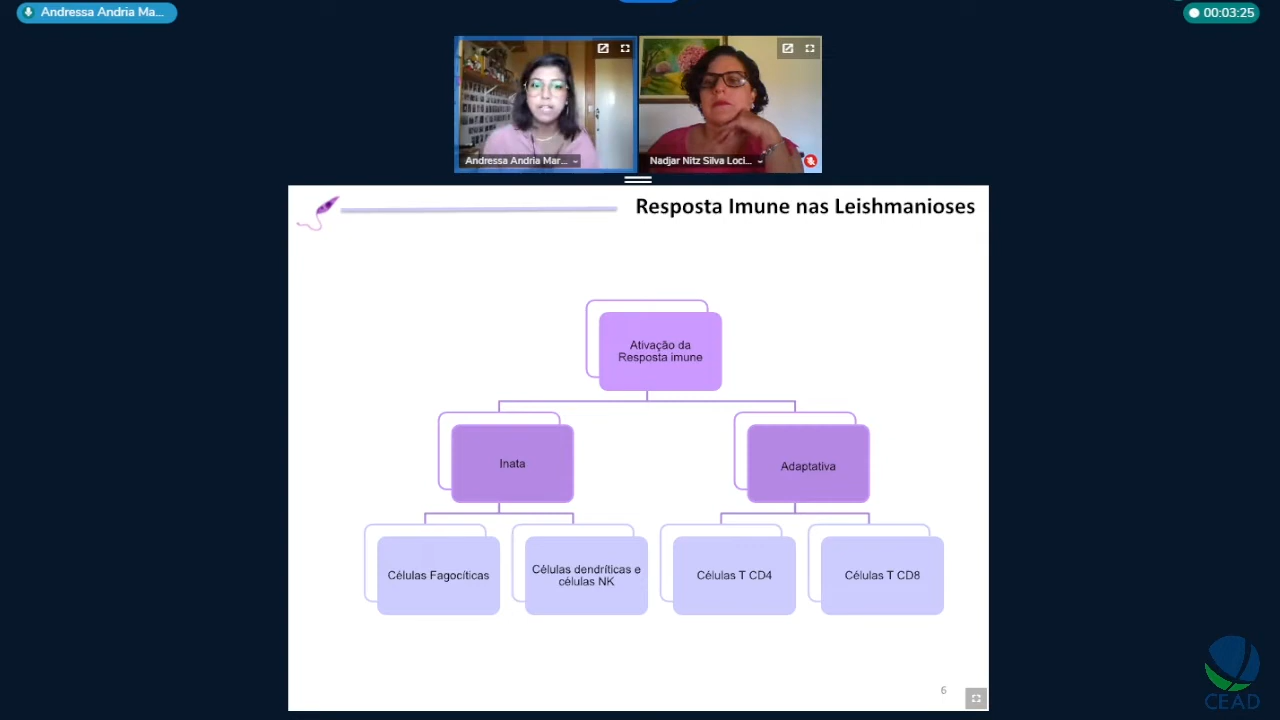 Andressa Andria Ma...
00:03:25
Andressa Andria Mar...
Nadjar Nitz Silva Loci...
Resposta Imune nas Leishmanioses
Ativação da
Resposta imune
Inata
Adaptativa
Células Fagocíticas
Células dendríticas e
células NK
Células T CD4
Células T CD8
6
CEAD